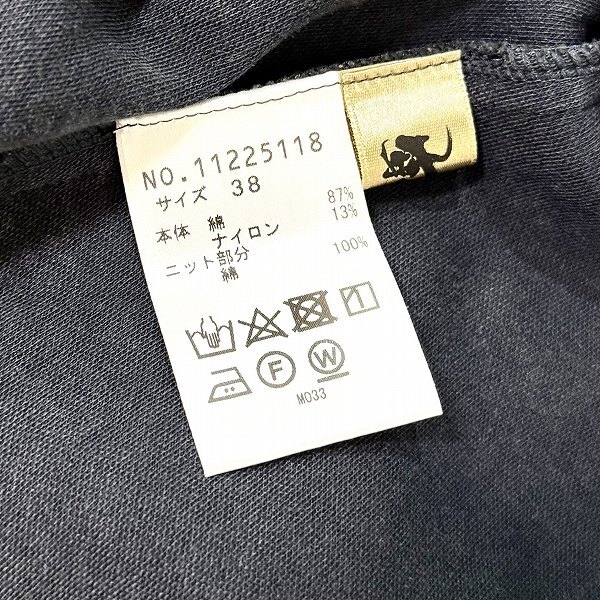 NO.11225118
サイズ 38
本体 綿 87%
ナイロン 13%
ニット部分
綿 100%
F W
M033